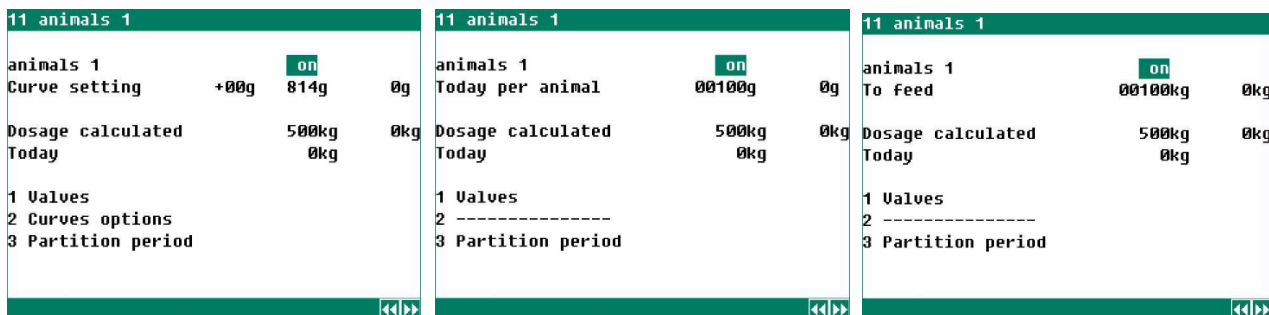 11 animals 1
animals 1 on
Curve setting +00g 814g 0g
Dosage calculated 500kg 0kg
Today 0kg
1 Valves
2 Curves options
3 Partition period
11 animals 1
animals 1 on
Today per animal 00100g 0g
Dosage calculated 500kg 0kg
Today 0kg
1 Valves
2 ---------------
3 Partition period
11 animals 1
animals 1 on
To feed 00100kg 0kg
Dosage calculated 500kg 0kg
Today 0kg
1 Valves
2 ---------------
3 Partition period